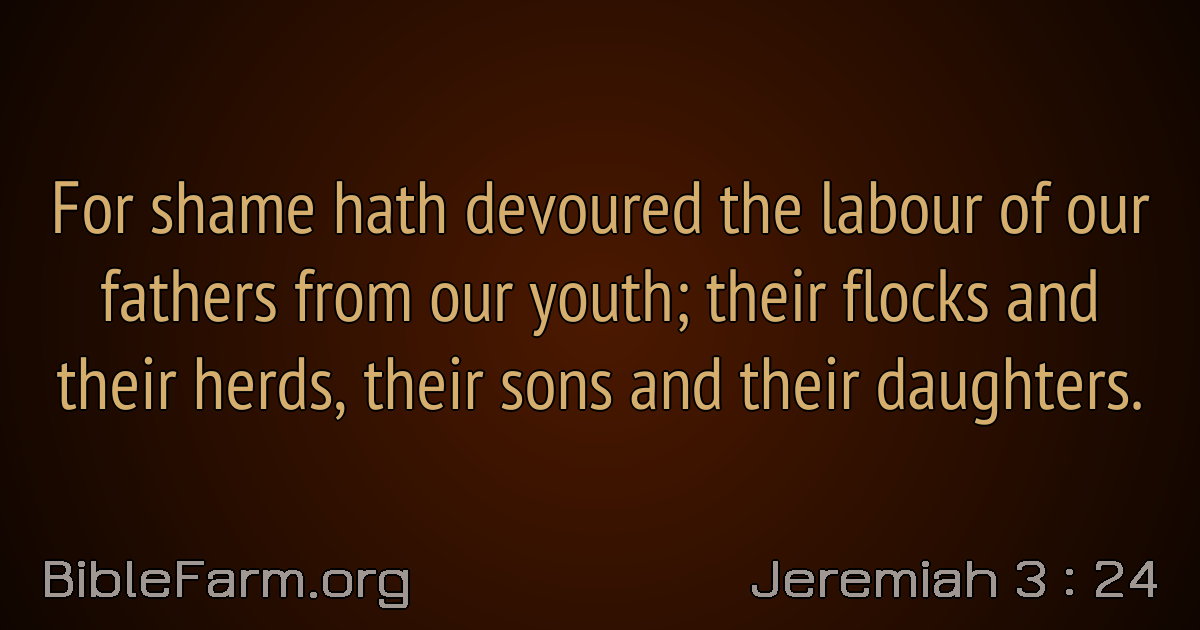 For shame hath devoured the labour of our
fathers from our youth; their flocks and
their herds, their sons and their daughters.
BibleFarm.org
Jeremiah 3 : 24